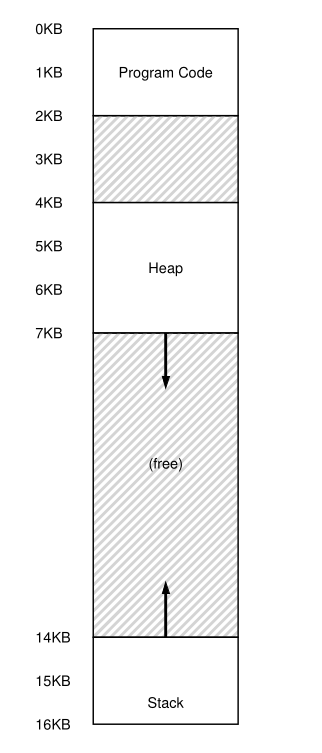 0KB
1KB
Program Code
2KB
3KB
4KB
5KB
Heap
6KB
7KB
(free)
14KB
15KB
Stack
16KB